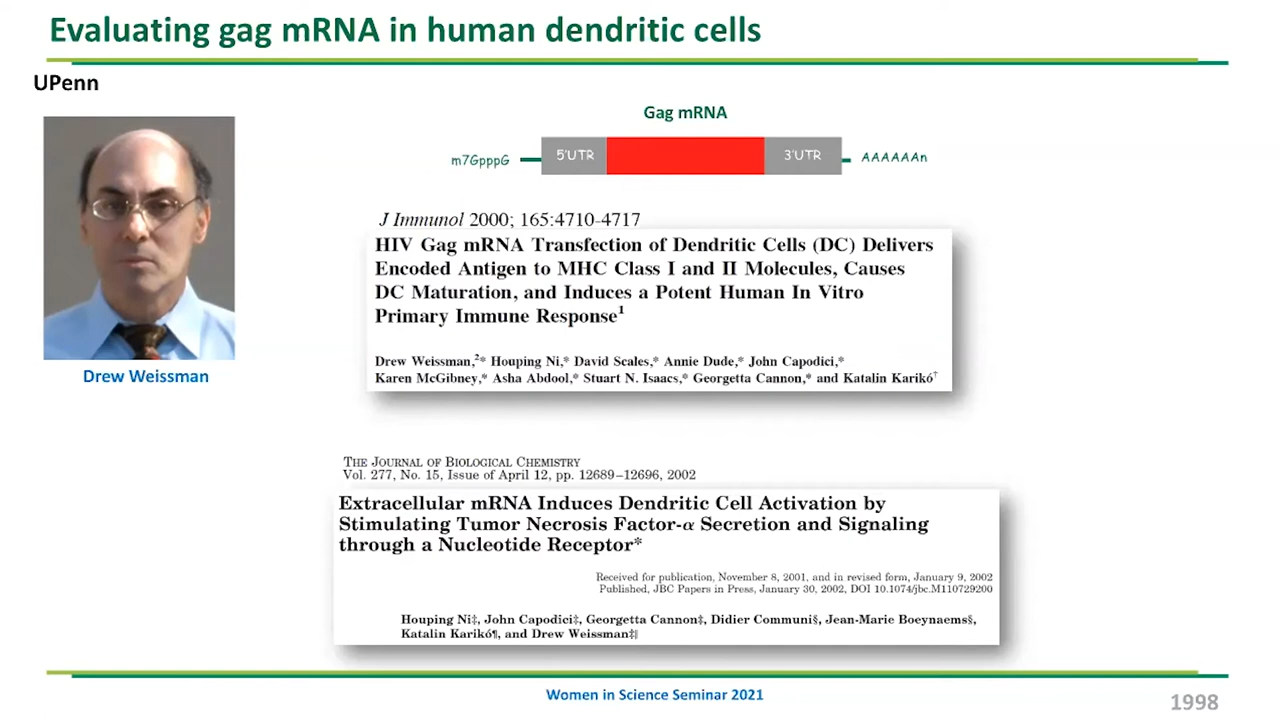 Evaluating gag mRNA in human dendritic cells
UPenn
Drew Weissman
Gag mRNA
m7GpppG 5'UTR 3'UTR AAAAAAn
J Immunol 2000; 165:4710-4717
HIV Gag mRNA Transfection of Dendritic Cells (DC) Delivers
Encoded Antigen to MHC Class I and II Molecules, Causes
DC Maturation, and Induces a Potent Human In Vitro
Primary Immune Response¹
Drew Weissman,²* Houping Ni,* David Scales,* Annie Dude,* John Capodici,*
Karen McGibney,* Asha Abdool,* Stuart N. Isaacs,* Georgetta Cannon,* and Katalin Karikó†
THE JOURNAL OF BIOLOGICAL CHEMISTRY
Vol. 277, No. 15, Issue of April 12, pp. 12689–12696, 2002
Extracellular mRNA Induces Dendritic Cell Activation by
Stimulating Tumor Necrosis Factor-α Secretion and Signaling
through a Nucleotide Receptor*
Received for publication, November 8, 2001, and in revised form, January 9, 2002
Published, JBC Papers in Press, January 30, 2002, DOI 10.1074/jbc.M110729200
Houping Ni‡, John Capodici‡, Georgetta Cannon‡, Didier Communi§, Jean-Marie Boeynaems§,
Katalin Karikó¶, and Drew Weissman‡‖
Women in Science Seminar 2021
1998